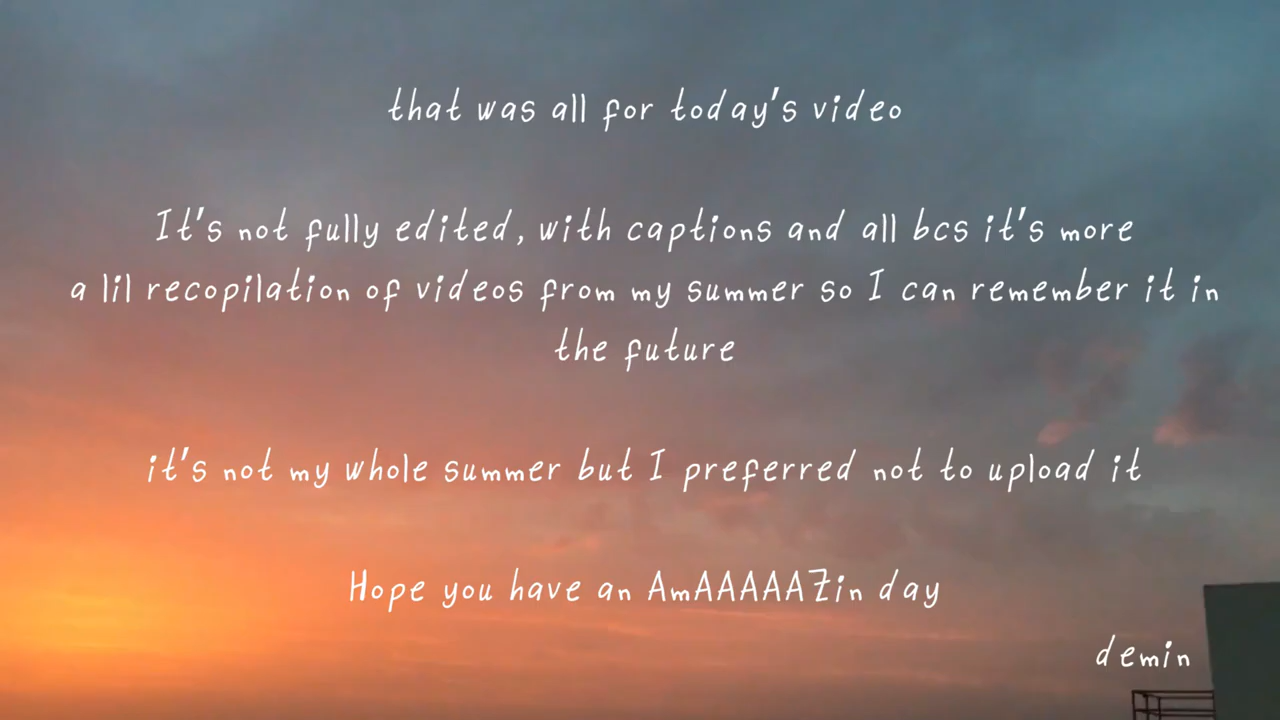 that was all for today's video
It's not fully edited, with captions and all bcs it's more
a lil recopilation of videos from my summer so I can remember it in
the future
it's not my whole summer but I preferred not to upload it
Hope you have an AmAAAAAZin day
demin